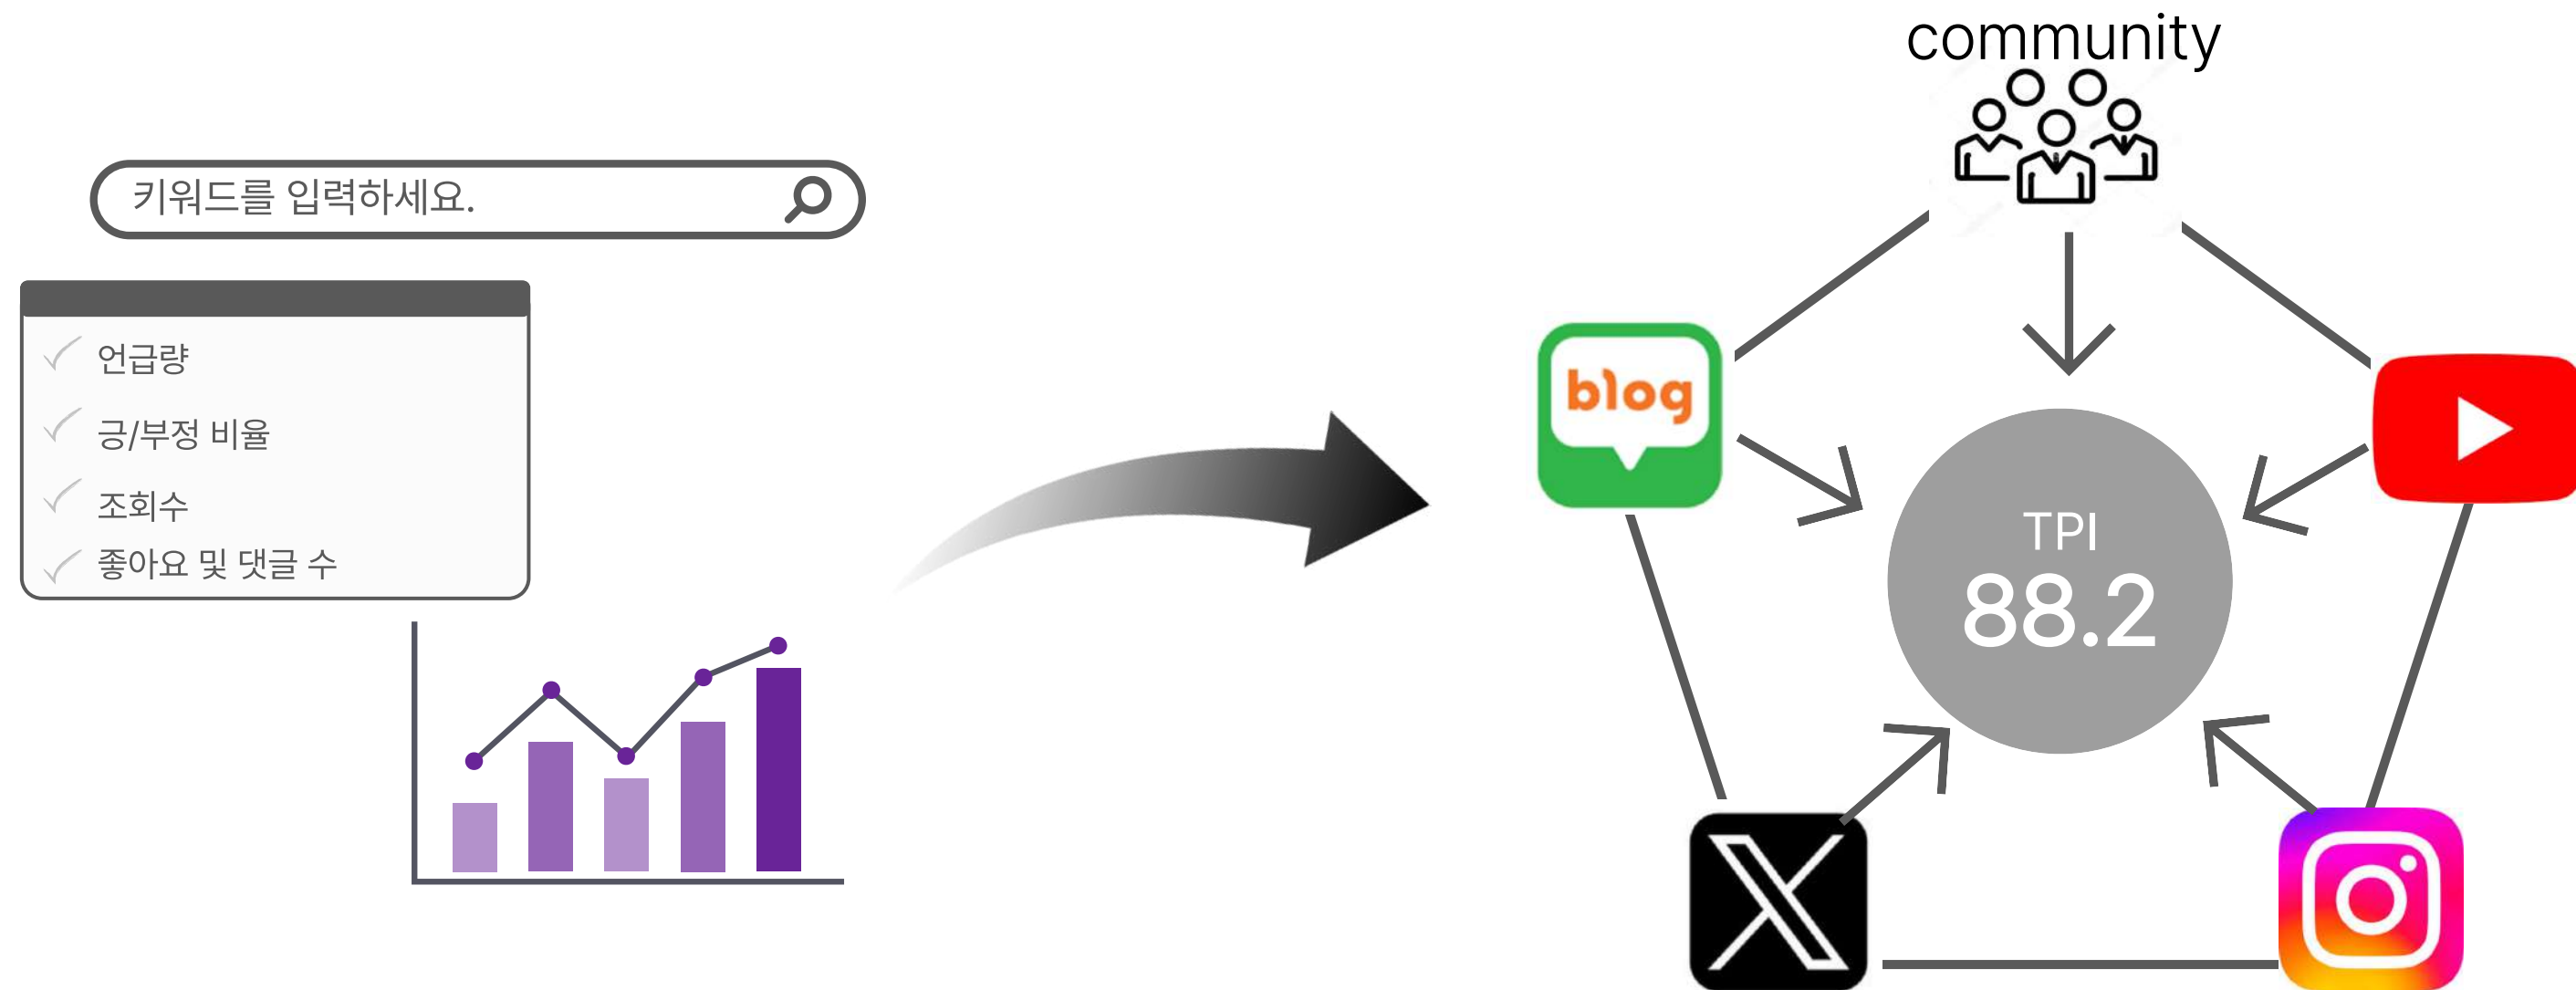 community
키워드를 입력하세요.
언급량
긍/부정 비율
조회수
좋아요 및 댓글 수
blog
TPI
88.2